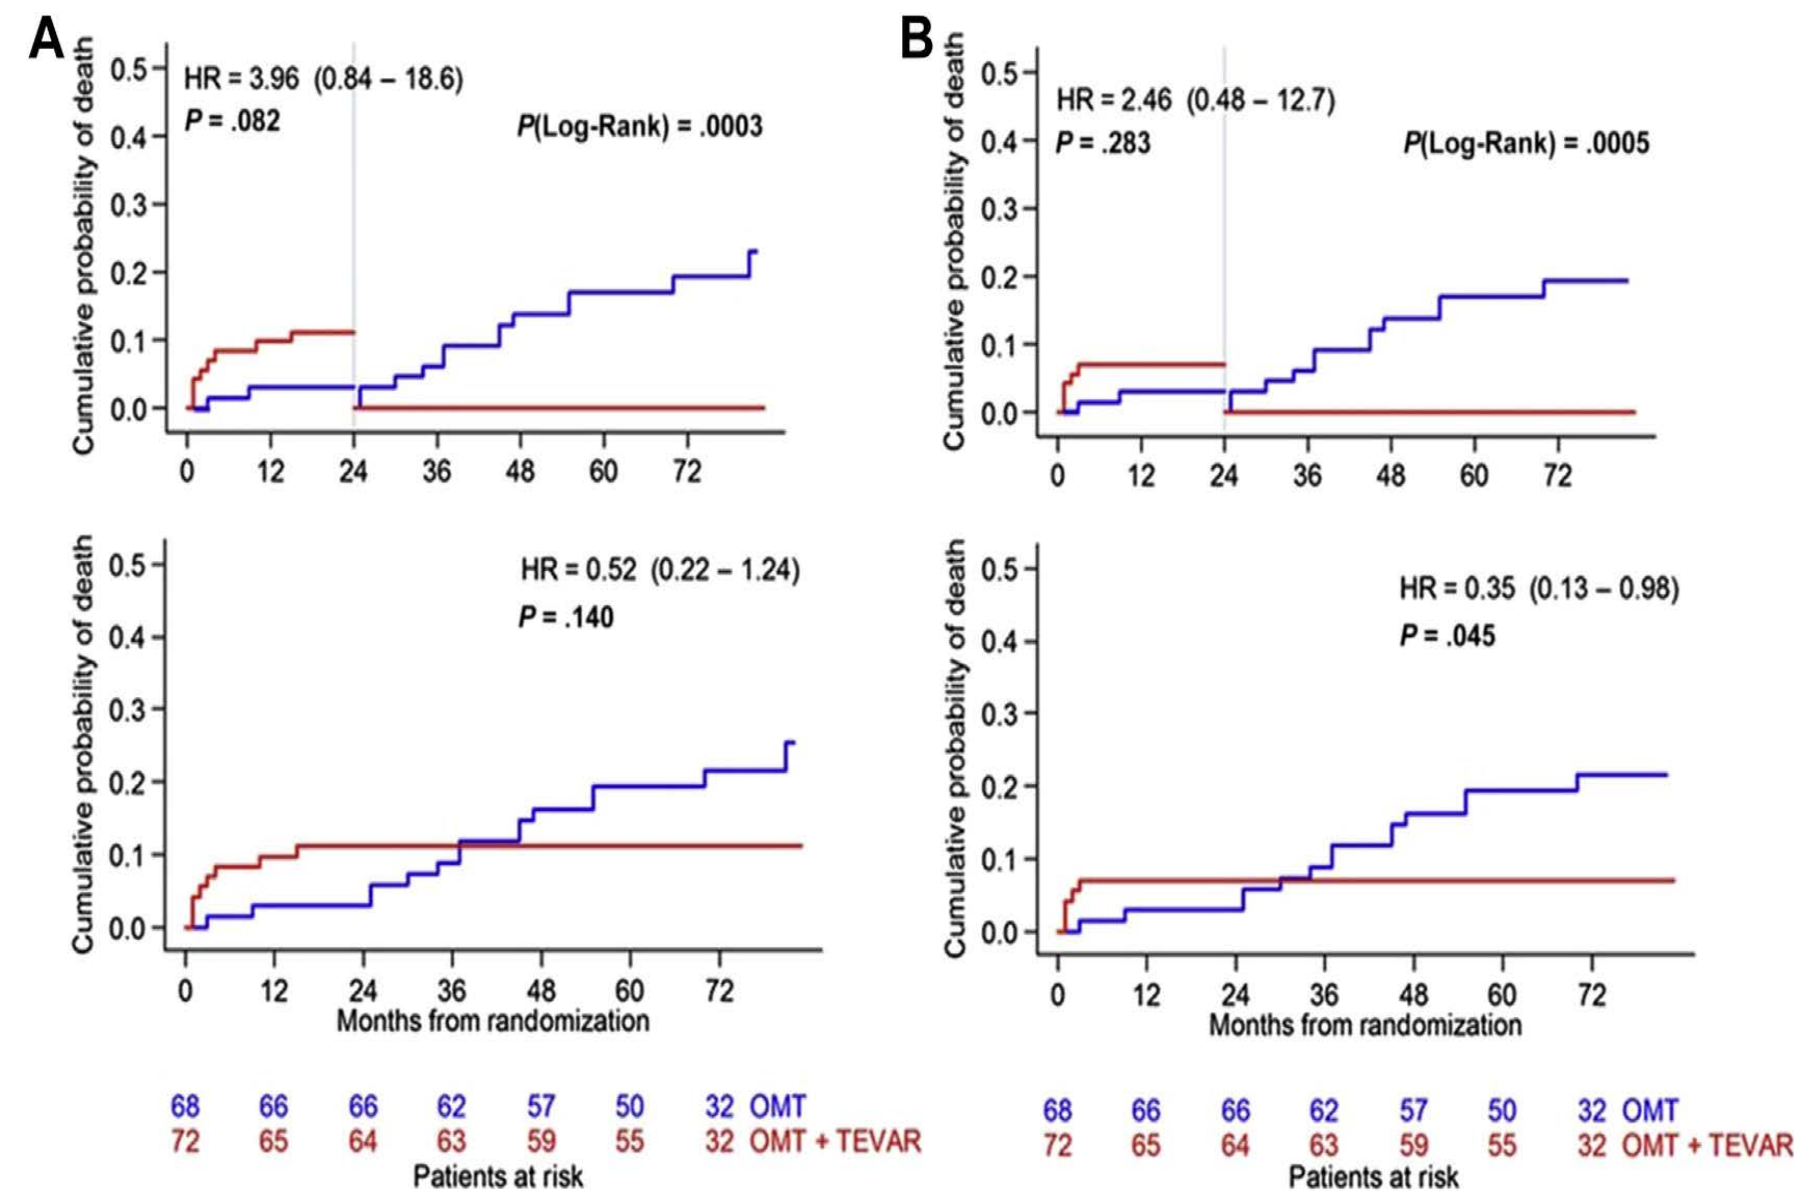 A
Cumulative probability of death
0.5
0.4
0.3
0.2
0.1
0.0
HR = 3.96 (0.84 – 18.6)
P = .082
P(Log-Rank) = .0003
0 12 24 36 48 60 72
B
Cumulative probability of death
0.5
0.4
0.3
0.2
0.1
0.0
HR = 2.46 (0.48 – 12.7)
P = .283
P(Log-Rank) = .0005
0 12 24 36 48 60 72
Cumulative probability of death
0.5
0.4
0.3
0.2
0.1
0.0
HR = 0.52 (0.22 – 1.24)
P = .140
0 12 24 36 48 60 72
Months from randomization
68 66 66 62 57 50 32 OMT
72 65 64 63 59 55 32 OMT + TEVAR
Patients at risk
Cumulative probability of death
0.5
0.4
0.3
0.2
0.1
0.0
HR = 0.35 (0.13 – 0.98)
P = .045
0 12 24 36 48 60 72
Months from randomization
68 66 66 62 57 50 32 OMT
72 65 64 63 59 55 32 OMT + TEVAR
Patients at risk